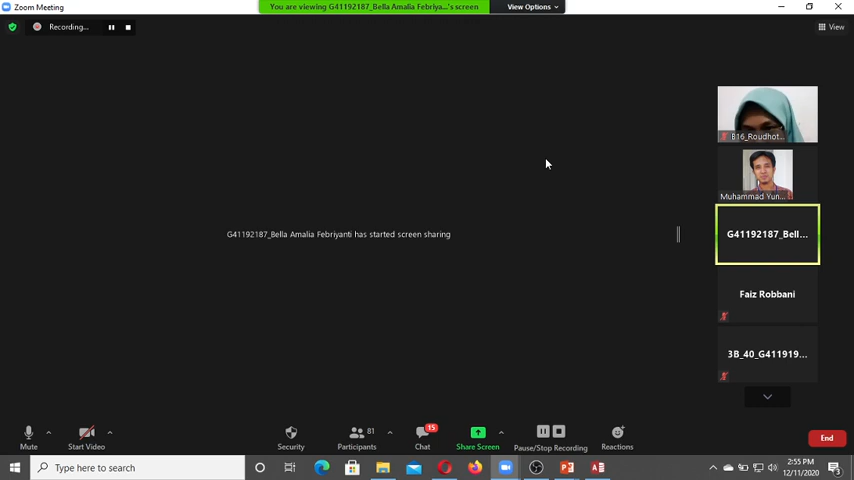 Zoom Meeting
You are viewing G41192187_Bella Amalia Febriya...'s screen
View Options
Recording...
View
B16_Roudhot...
Muhammad Yun...
G41192187_Bella Amalia Febriyanti has started screen sharing
G41192187_Bell...
Faiz Robbani
3B_40_G411919...
Mute
Start Video
Security
81
Participants
15
Chat
Share Screen
Pause/Stop Recording
Reactions
End
Type here to search
2:55 PM
12/11/2020
3